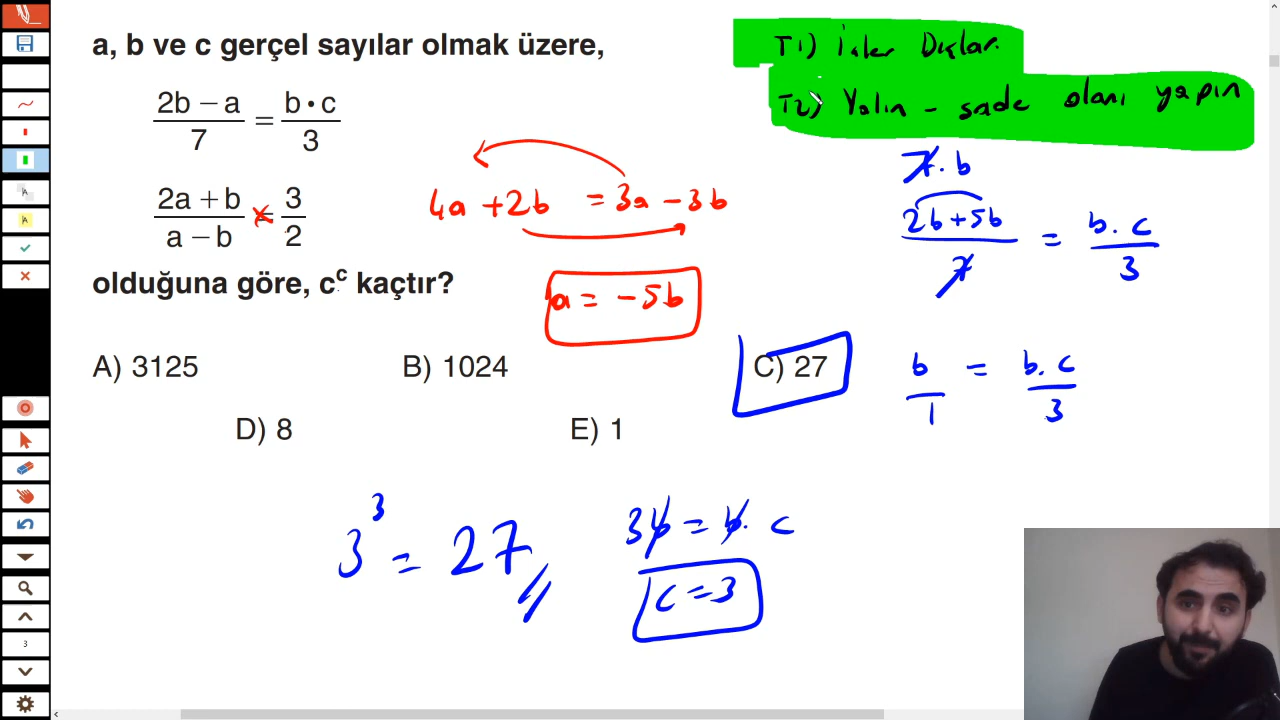 a, b ve c gerçel sayılar olmak üzere,
2b – a / 7 = b • c / 3
2a + b / a – b = 3 / 2
olduğuna göre, c^c kaçtır?
A) 3125
B) 1024
C) 27
D) 8
E) 1
T1) İçler Dışlar.
T2) Yalın - sade olanı yapın
4a + 2b = 3a - 3b
a = -5b
7.b
2b + 5b / 7 = b.c / 3
b / 1 = b.c / 3
3b = b. c
c = 3
3^3 = 27
3